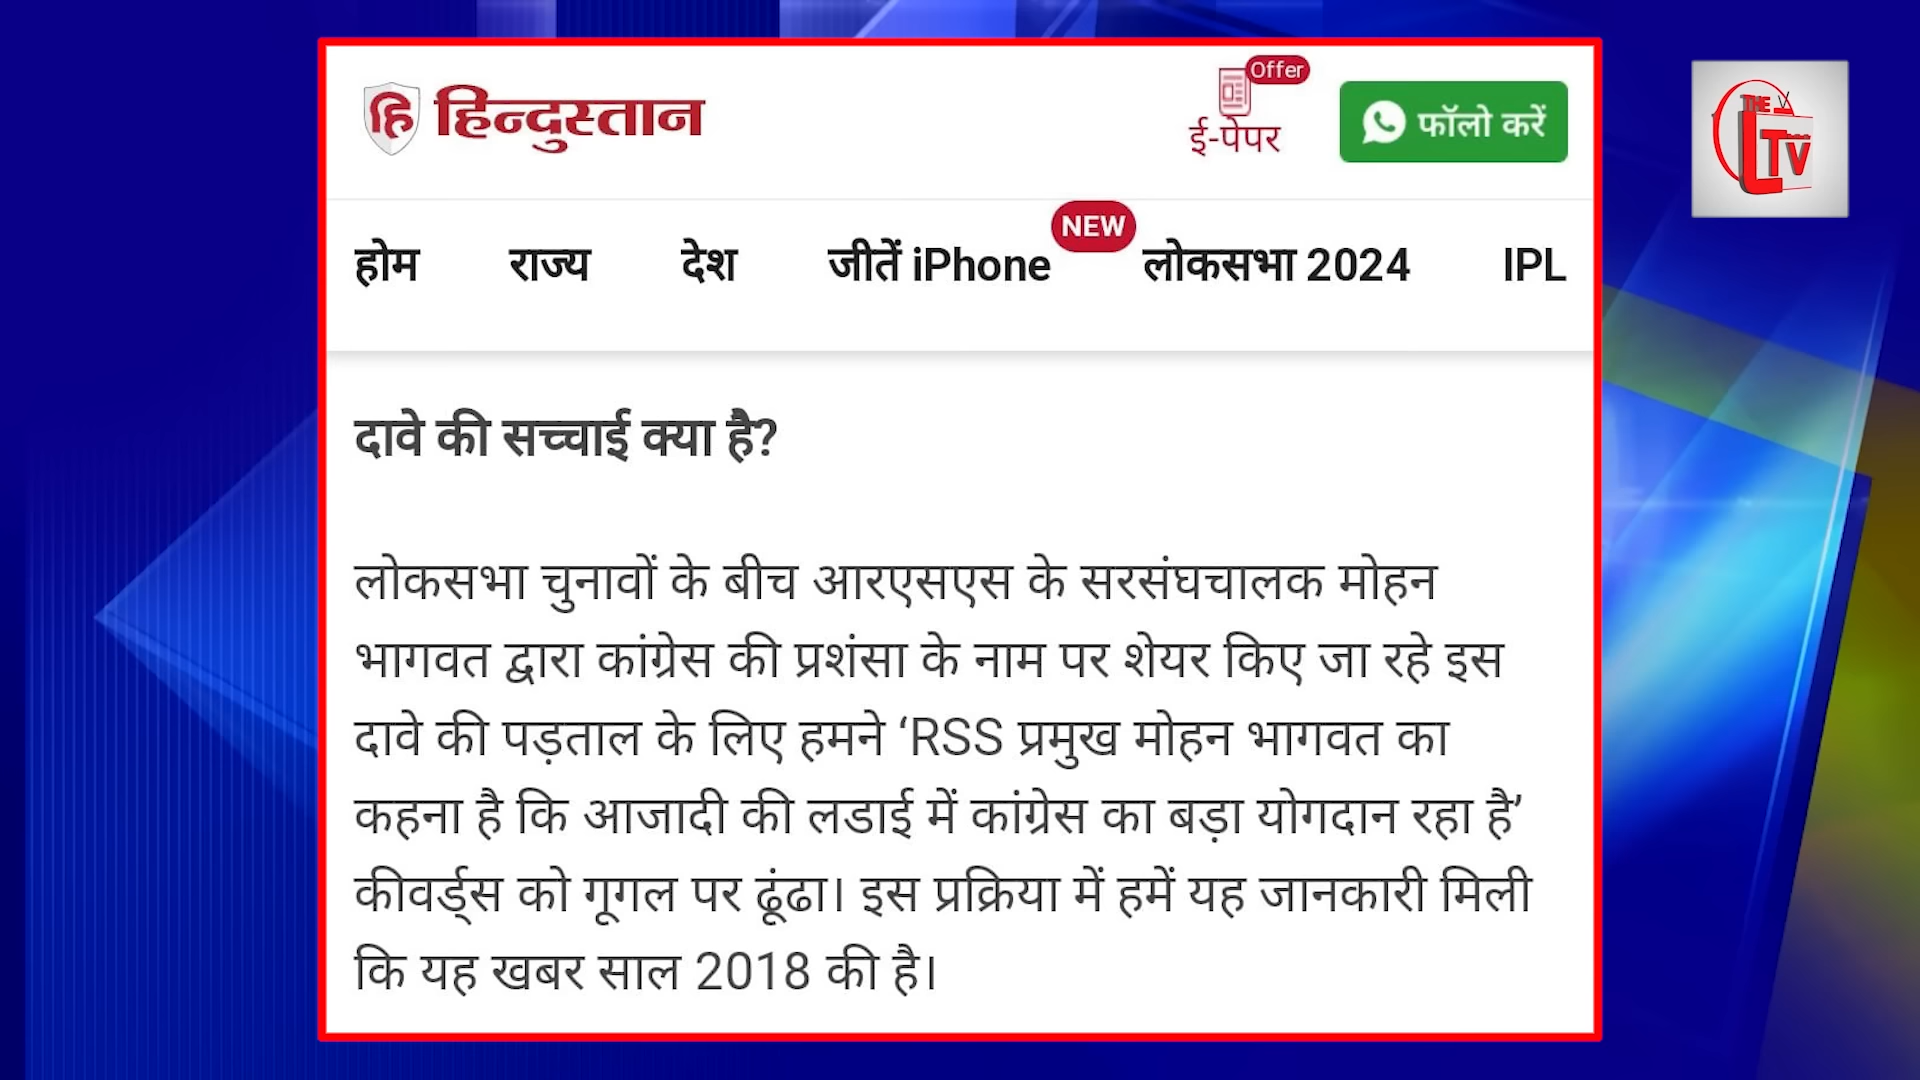 हि हिन्दुस्तान
Offer
ई-पेपर
फॉलो करें
THE
LTV
होम राज्य देश जीतें iPhone NEW लोकसभा 2024 IPL
दावे की सच्चाई क्या है?
लोकसभा चुनावों के बीच आरएसएस के सरसंघचालक मोहन
भागवत द्वारा कांग्रेस की प्रशंसा के नाम पर शेयर किए जा रहे इस
दावे की पड़ताल के लिए हमने ‘RSS प्रमुख मोहन भागवत का
कहना है कि आजादी की लडाई में कांग्रेस का बड़ा योगदान रहा है’
कीवर्ड्स को गूगल पर ढूंढा। इस प्रक्रिया में हमें यह जानकारी मिली
कि यह खबर साल 2018 की है।